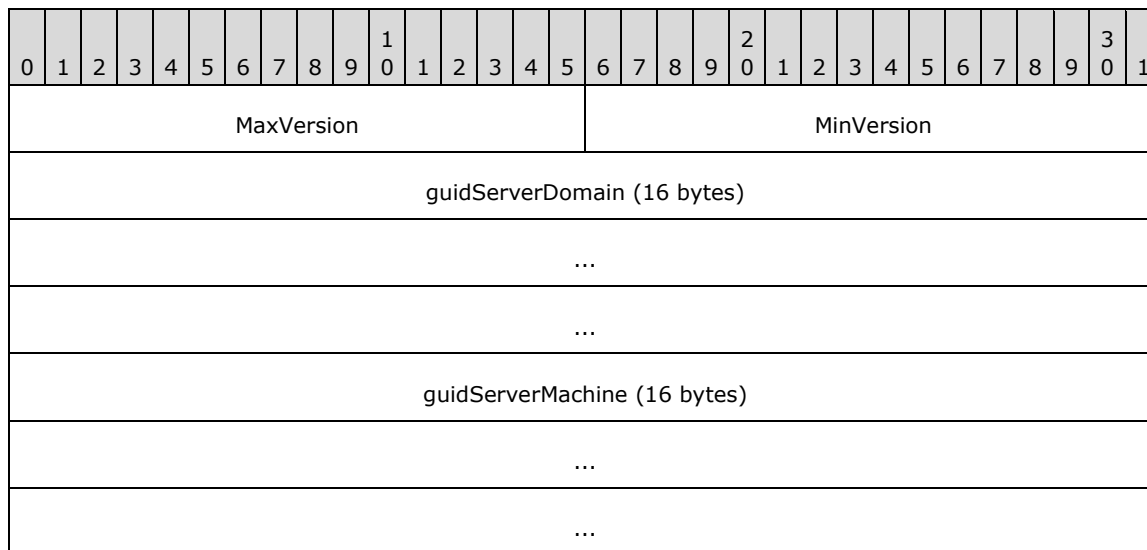 1 2 3
0 1 2 3 4 5 6 7 8 9 0 1 2 3 4 5 6 7 8 9 0 1 2 3 4 5 6 7 8 9 0 1
MaxVersion MinVersion
guidServerDomain (16 bytes)
...
...
guidServerMachine (16 bytes)
...
...